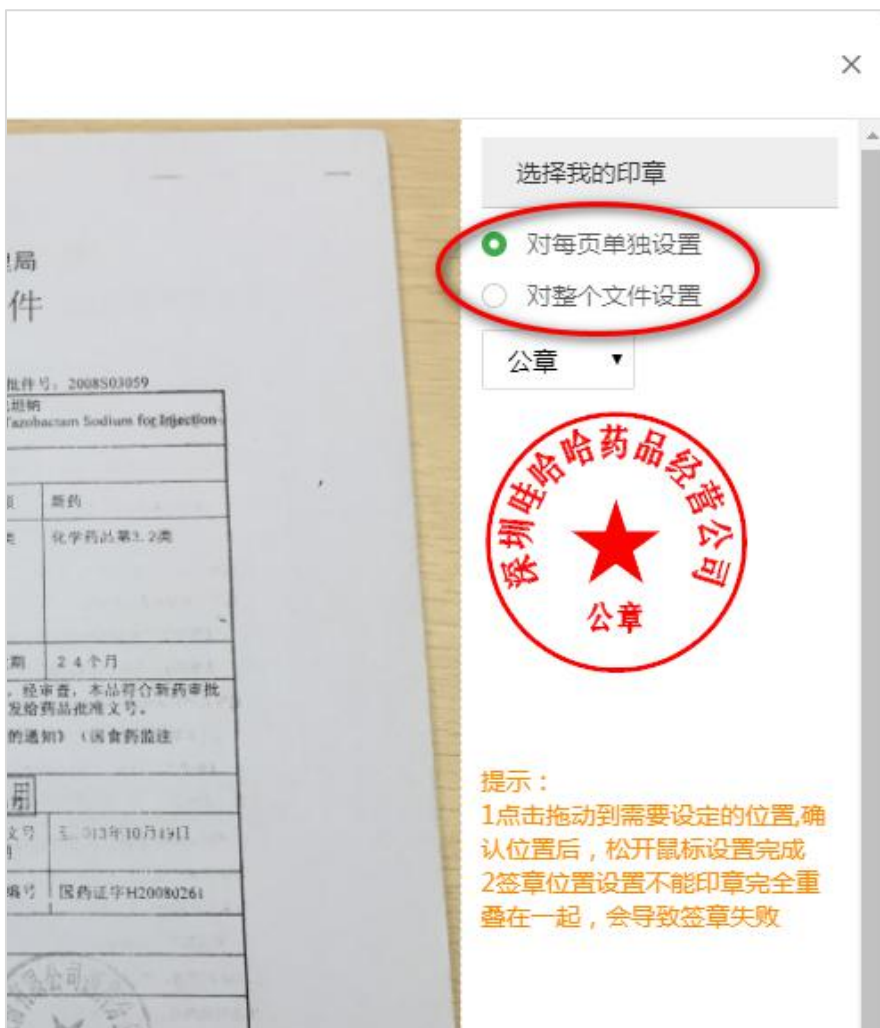 选择我的印章
对每页单独设置
对整个文件设置
公章
深圳哇哈哈药品经营公司
公章
提示：
1点击拖动到需要设定的位置,确
认位置后，松开鼠标设置完成
2签章位置设置不能印章完全重
叠在一起，会导致签章失败
局
件
批件号：2008S03059
Tazobactam Sodium for Injection
新药
化学药品第3.2类
期 24个月
，经审查，本品符合新药审批
发给药品批准文号。
的通知》（国食药监注
用
文号
013年10月19日
编号 国药证字H20080261
公司